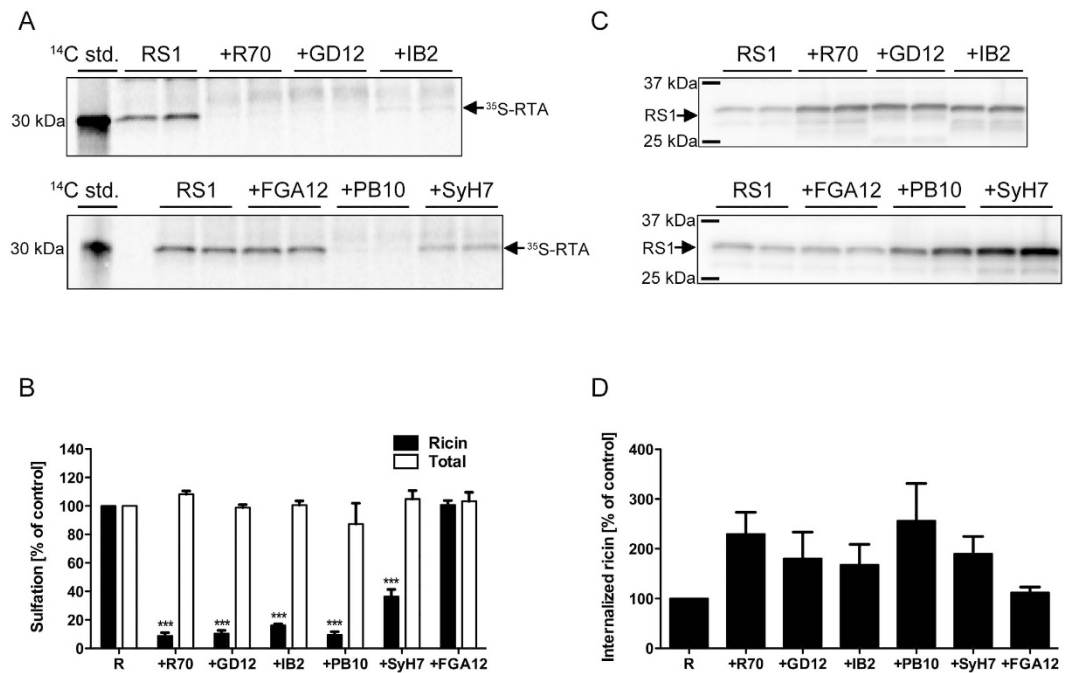 A
¹⁴C std. RS1 +R70 +GD12 +IB2
30 kDa ³⁵S-RTA
¹⁴C std. RS1 +FGA12 +PB10 +SyH7
30 kDa ³⁵S-RTA
C
RS1 +R70 +GD12 +IB2
37 kDa
RS1
25 kDa
RS1 +FGA12 +PB10 +SyH7
37 kDa
RS1
25 kDa
B
Sulfation [% of control]
140
120
100
80
60
40
20
0
Ricin
Total
*** *** *** *** ***
R +R70 +GD12 +IB2 +PB10 +SyH7 +FGA12
D
Internalized ricin [% of control]
400
300
200
100
0
R +R70 +GD12 +IB2 +PB10 +SyH7 +FGA12